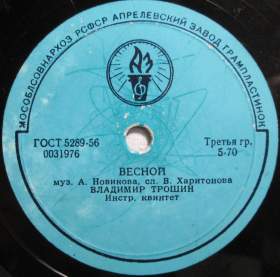 МОСОБЛСОВНАРХОЗ РСФСР АПРЕЛЕВСКИЙ ЗАВОД ГРАМПЛАСТИНОК
АЗ
ГОСТ 5289-56
0031976
Третья гр.
5-70
ВЕСНОЙ
муз. А. Новикова, сл. В. Харитонова
ВЛАДИМИР ТРОШИН
Инстр. квинтет